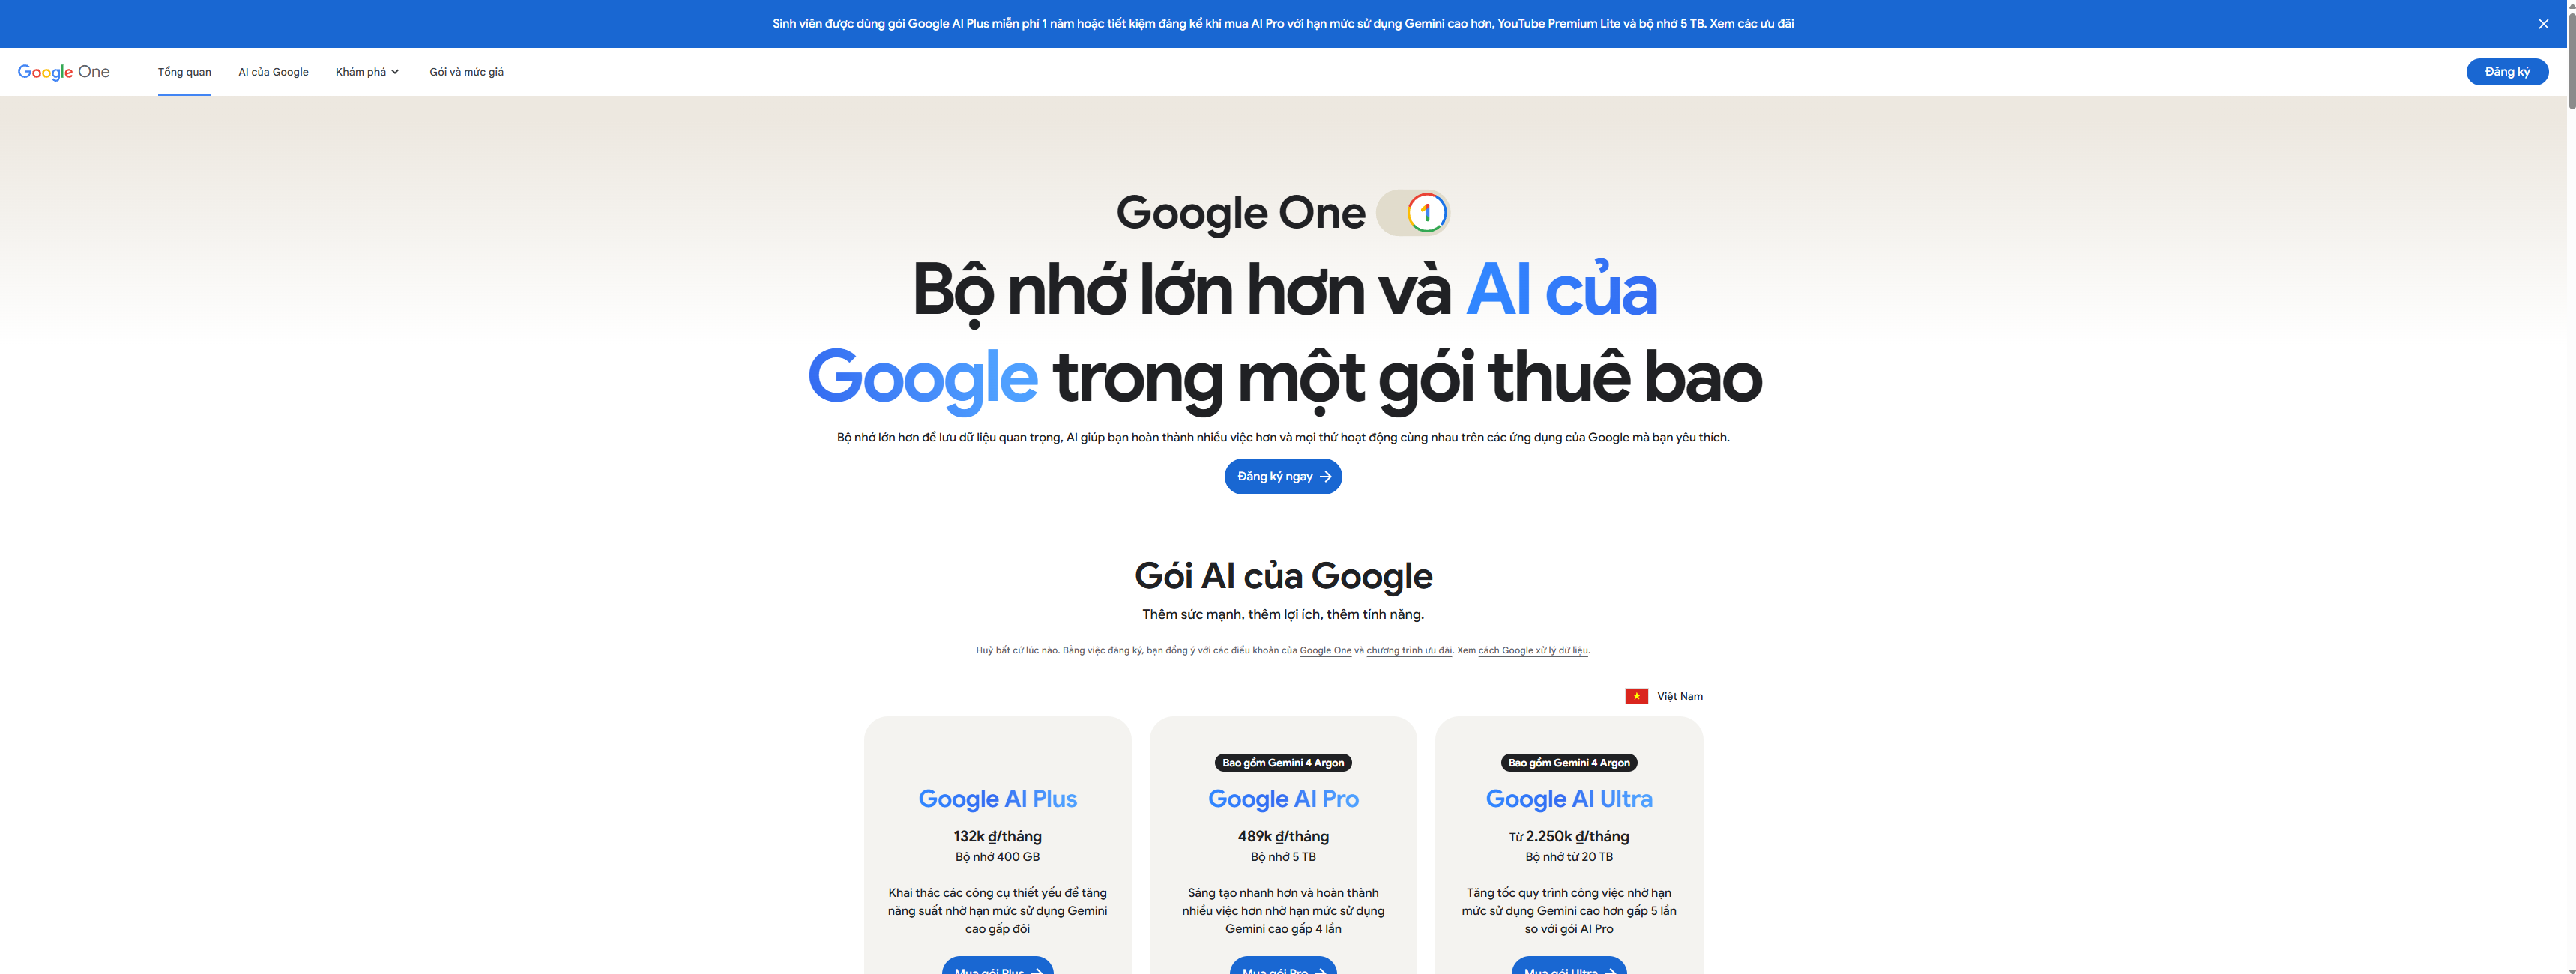 Sinh viên được dùng gói Google AI Plus miễn phí 1 năm hoặc tiết kiệm đáng kể khi mua AI Pro với hạn mức sử dụng Gemini cao hơn, YouTube Premium Lite và bộ nhớ 5 TB. Xem các ưu đãi
Google One
Tổng quan
AI của Google
Khám phá
Gói và mức giá
Đăng ký
Google One 1
Bộ nhớ lớn hơn và AI của
Google trong một gói thuê bao
Bộ nhớ lớn hơn để lưu dữ liệu quan trọng, AI giúp bạn hoàn thành nhiều việc hơn và mọi thứ hoạt động cùng nhau trên các ứng dụng của Google mà bạn yêu thích.
Đăng ký ngay
Gói AI của Google
Thêm sức mạnh, thêm lợi ích, thêm tính năng.
Huỷ bất cứ lúc nào. Bằng việc đăng ký, bạn đồng ý với các điều khoản của Google One và chương trình ưu đãi. Xem cách Google xử lý dữ liệu.
Việt Nam
Google AI Plus
132k ₫/tháng
Bộ nhớ 400 GB
Khai thác các công cụ thiết yếu để tăng
năng suất nhờ hạn mức sử dụng Gemini
cao gấp đôi
Mua gói Plus
Bao gồm Gemini 4 Argon
Google AI Pro
489k ₫/tháng
Bộ nhớ 5 TB
Sáng tạo nhanh hơn và hoàn thành
nhiều việc hơn nhờ hạn mức sử dụng
Gemini cao gấp 4 lần
Mua gói Pro
Bao gồm Gemini 4 Argon
Google AI Ultra
Từ 2.250k ₫/tháng
Bộ nhớ từ 20 TB
Tăng tốc quy trình công việc nhờ hạn
mức sử dụng Gemini cao hơn gấp 5 lần
so với gói AI Pro
Mua gói Ultra